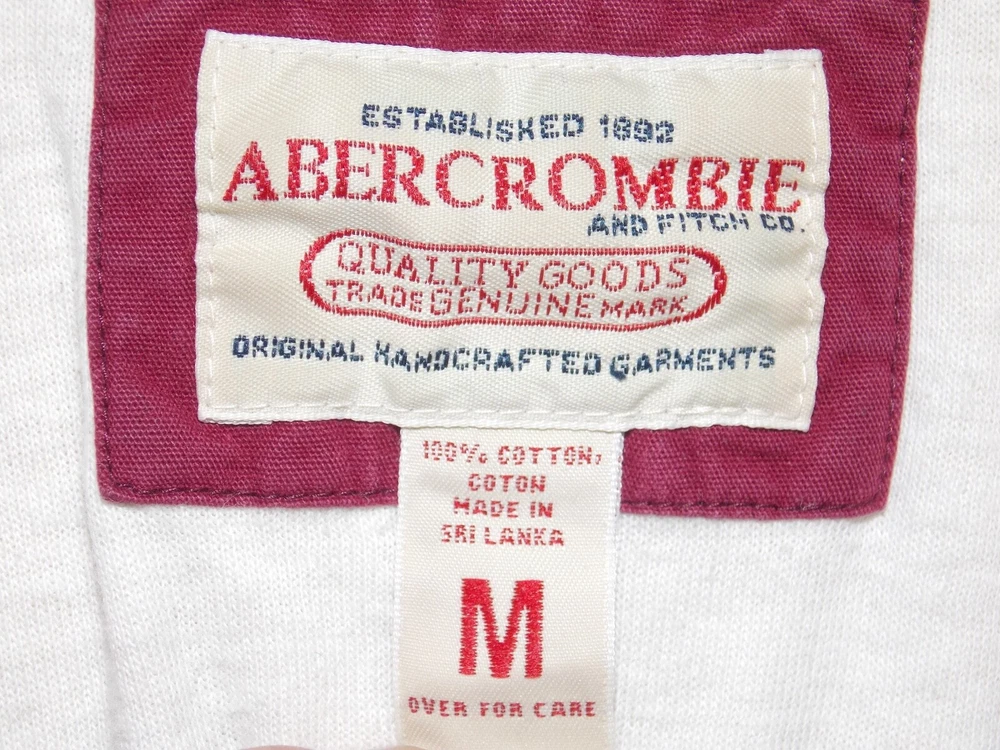 ESTABLISHED 1892
ABERCROMBIE
AND FITCH CO.
QUALITY GOODS
TRADE GENUINE MARK
ORIGINAL HANDCRAFTED GARMENTS
100% COTTON,
COTON
MADE IN
SRI LANKA
M
OVER FOR CARE